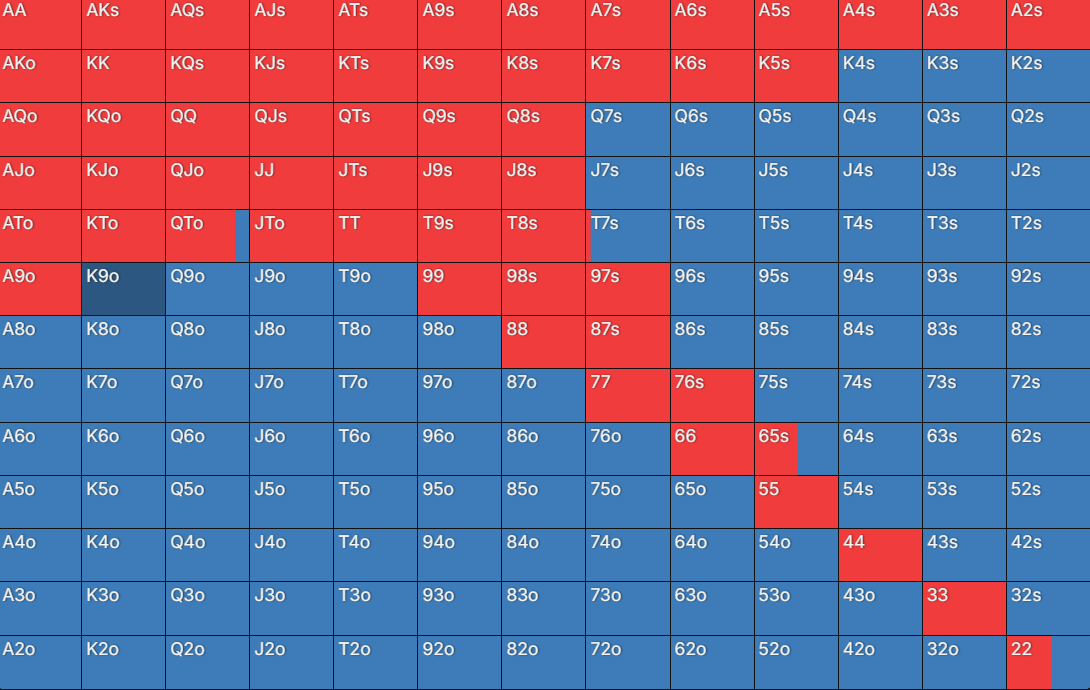 AA AKs AQs AJs ATs A9s A8s A7s A6s A5s A4s A3s A2s
AKo KK KQs KJs KTs K9s K8s K7s K6s K5s K4s K3s K2s
AQo KQo QQ QJs QTs Q9s Q8s Q7s Q6s Q5s Q4s Q3s Q2s
AJo KJo QJo JJ JTs J9s J8s J7s J6s J5s J4s J3s J2s
ATo KTo QTo JTo TT T9s T8s T7s T6s T5s T4s T3s T2s
A9o K9o Q9o J9o T9o 99 98s 97s 96s 95s 94s 93s 92s
A8o K8o Q8o J8o T8o 98o 88 87s 86s 85s 84s 83s 82s
A7o K7o Q7o J7o T7o 97o 87o 77 76s 75s 74s 73s 72s
A6o K6o Q6o J6o T6o 96o 86o 76o 66 65s 64s 63s 62s
A5o K5o Q5o J5o T5o 95o 85o 75o 65o 55 54s 53s 52s
A4o K4o Q4o J4o T4o 94o 84o 74o 64o 54o 44 43s 42s
A3o K3o Q3o J3o T3o 93o 83o 73o 63o 53o 43o 33 32s
A2o K2o Q2o J2o T2o 92o 82o 72o 62o 52o 42o 32o 22